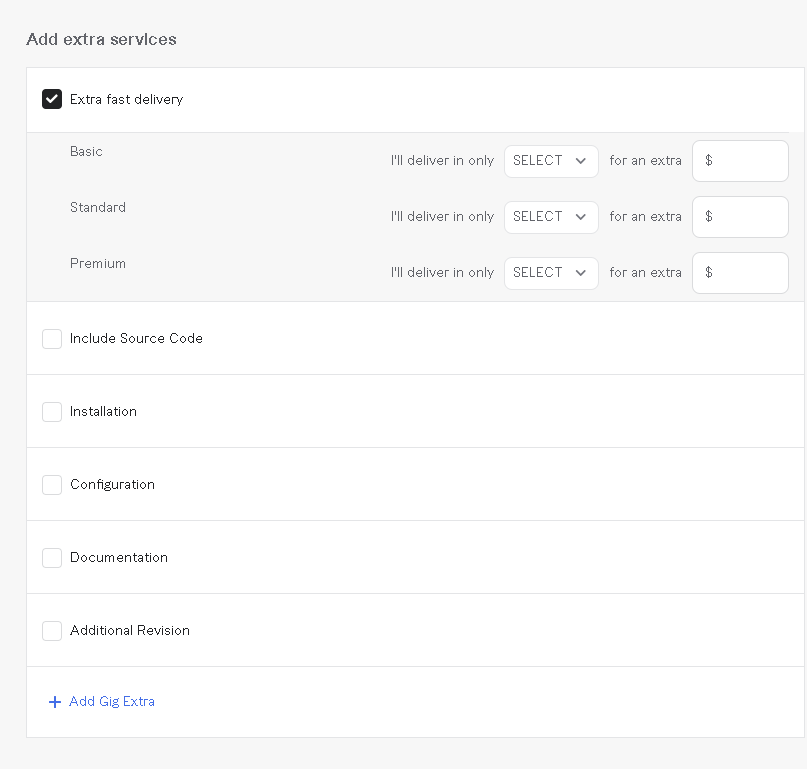 Add extra services
Extra fast delivery
Basic I'll deliver in only SELECT for an extra $
Standard I'll deliver in only SELECT for an extra $
Premium I'll deliver in only SELECT for an extra $
Include Source Code
Installation
Configuration
Documentation
Additional Revision
+ Add Gig Extra